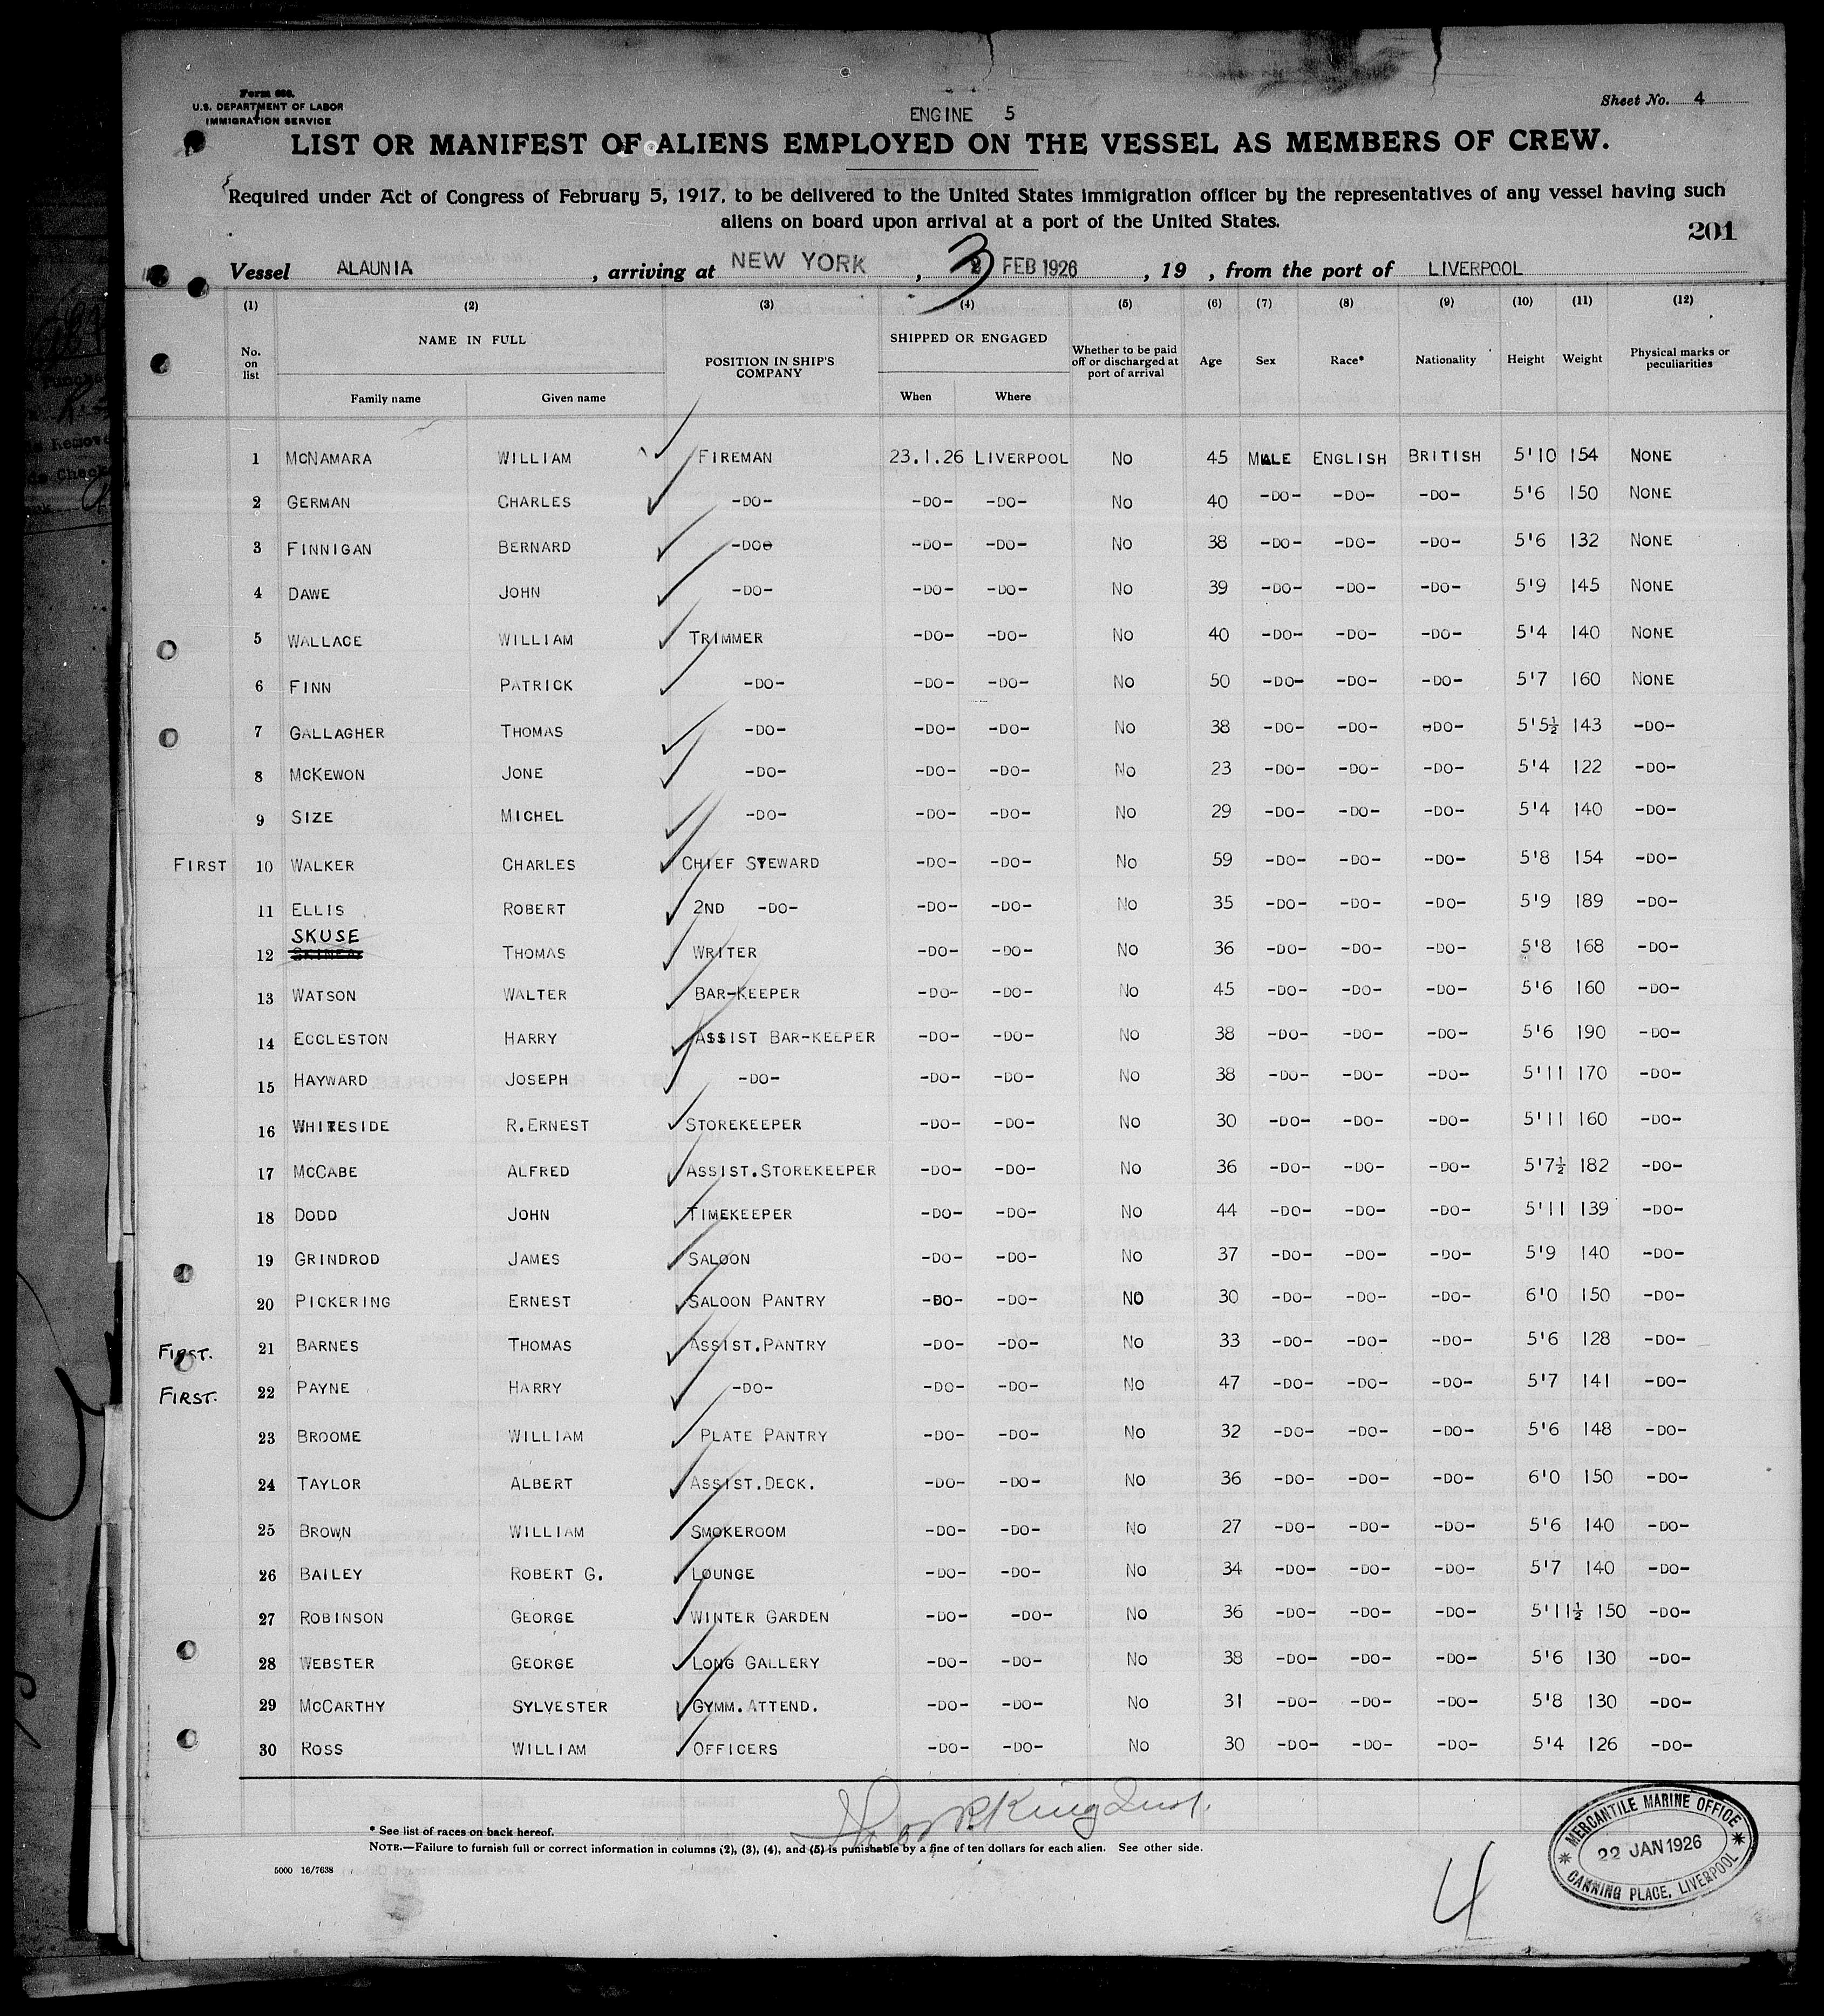 Form 680.
U.S. DEPARTMENT OF LABOR
IMMIGRATION SERVICE
Sheet No. 4
ENGINE 5
LIST OR MANIFEST OF ALIENS EMPLOYED ON THE VESSEL AS MEMBERS OF CREW.
Required under Act of Congress of February 5, 1917, to be delivered to the United States immigration officer by the representatives of any vessel having such
aliens on board upon arrival at a port of the United States.
201
Vessel ALAUNIA , arriving at NEW YORK , 3 FEB 1926 , 19 , from the port of LIVERPOOL
(1) (2) (3) (4) (5) (6) (7) (8) (9) (10) (11) (12)
No. on list NAME IN FULL POSITION IN SHIP'S COMPANY SHIPPED OR ENGAGED Whether to be paid off or discharged at port of arrival Age Sex Race* Nationality Height Weight Physical marks or peculiarities
Family name Given name When Where
1 MCNAMARA WILLIAM FIREMAN 23.1.26 LIVERPOOL No 45 MALE ENGLISH BRITISH 5'10 154 NONE
2 GERMAN CHARLES -DO- -DO- -DO- No 40 -DO- -DO- -DO- 5'6 150 NONE
3 FINNIGAN BERNARD -DO- -DO- -DO- No 38 -DO- -DO- -DO- 5'6 132 NONE
4 DAWE JOHN -DO- -DO- -DO- No 39 -DO- -DO- -DO- 5'9 145 NONE
5 WALLACE WILLIAM TRIMMER -DO- -DO- No 40 -DO- -DO- -DO- 5'4 140 NONE
6 FINN PATRICK -DO- -DO- -DO- No 50 -DO- -DO- -DO- 5'7 160 NONE
7 GALLAGHER THOMAS -DO- -DO- -DO- No 38 -DO- -DO- -DO- 5'5½ 143 -DO-
8 MCKEWON JONE -DO- -DO- -DO- No 23 -DO- -DO- -DO- 5'4 122 -DO-
9 SIZE MICHEL -DO- -DO- -DO- No 29 -DO- -DO- -DO- 5'4 140 -DO-
FIRST 10 WALKER CHARLES CHIEF STEWARD -DO- -DO- No 59 -DO- -DO- -DO- 5'8 154 -DO-
11 ELLIS ROBERT 2ND -DO- -DO- -DO- No 35 -DO- -DO- -DO- 5'9 189 -DO-
12 SKUSE THOMAS WRITER -DO- -DO- No 36 -DO- -DO- -DO- 5'8 168 -DO-
13 WATSON WALTER BAR-KEEPER -DO- -DO- No 45 -DO- -DO- -DO- 5'6 160 -DO-
14 ECCLESTON HARRY ASSIST BAR-KEEPER -DO- -DO- No 38 -DO- -DO- -DO- 5'6 190 -DO-
15 HAYWARD JOSEPH -DO- -DO- -DO- No 38 -DO- -DO- -DO- 5'11 170 -DO-
16 WHITESIDE R.ERNEST STOREKEEPER -DO- -DO- No 30 -DO- -DO- -DO- 5'11 160 -DO-
17 MCCABE ALFRED ASSIST.STOREKEEPER -DO- -DO- No 36 -DO- -DO- -DO- 5'7½ 182 -DO-
18 DODD JOHN TIMEKEEPER -DO- -DO- No 44 -DO- -DO- -DO- 5'11 139 -DO-
19 GRINDROD JAMES SALOON -DO- -DO- No 37 -DO- -DO- -DO- 5'9 140 -DO-
20 PICKERING ERNEST SALOON PANTRY -DO- -DO- NO 30 -DO- -DO- -DO- 6'0 150 -DO-
FIRST. 21 BARNES THOMAS ASSIST.PANTRY -DO- -DO- No 33 -DO- -DO- -DO- 5'6 128 -DO-
FIRST. 22 PAYNE HARRY -DO- -DO- -DO- No 47 -DO- -DO- -DO- 5'7 141 -DO-
23 BROOME WILLIAM PLATE PANTRY -DO- -DO- No 32 -DO- -DO- -DO- 5'6 148 -DO-
24 TAYLOR ALBERT ASSIST.DECK. -DO- -DO- No 36 -DO- -DO- -DO- 6'0 150 -DO-
25 BROWN WILLIAM SMOKEROOM -DO- -DO- No 27 -DO- -DO- -DO- 5'6 140 -DO-
26 BAILEY ROBERT G. LOUNGE -DO- -DO- No 34 -DO- -DO- -DO- 5'7 140 -DO-
27 ROBINSON GEORGE WINTER GARDEN -DO- -DO- No 36 -DO- -DO- -DO- 5'11½ 150 -DO-
28 WEBSTER GEORGE LONG GALLERY -DO- -DO- No 38 -DO- -DO- -DO- 5'6 130 -DO-
29 MCCARTHY SYLVESTER GYMM.ATTEND. -DO- -DO- No 31 -DO- -DO- -DO- 5'8 130 -DO-
30 ROSS WILLIAM OFFICERS -DO- -DO- No 30 -DO- -DO- -DO- 5'4 126 -DO-
* See list of races on back hereof.
NOTE.—Failure to furnish full or correct information in columns (2), (3), (4), and (5) is punishable by a fine of ten dollars for each alien. See other side.
5000 16/7638
4
MERCANTILE MARINE OFFICE
22 JAN 1926
CANNING PLACE, LIVERPOOL